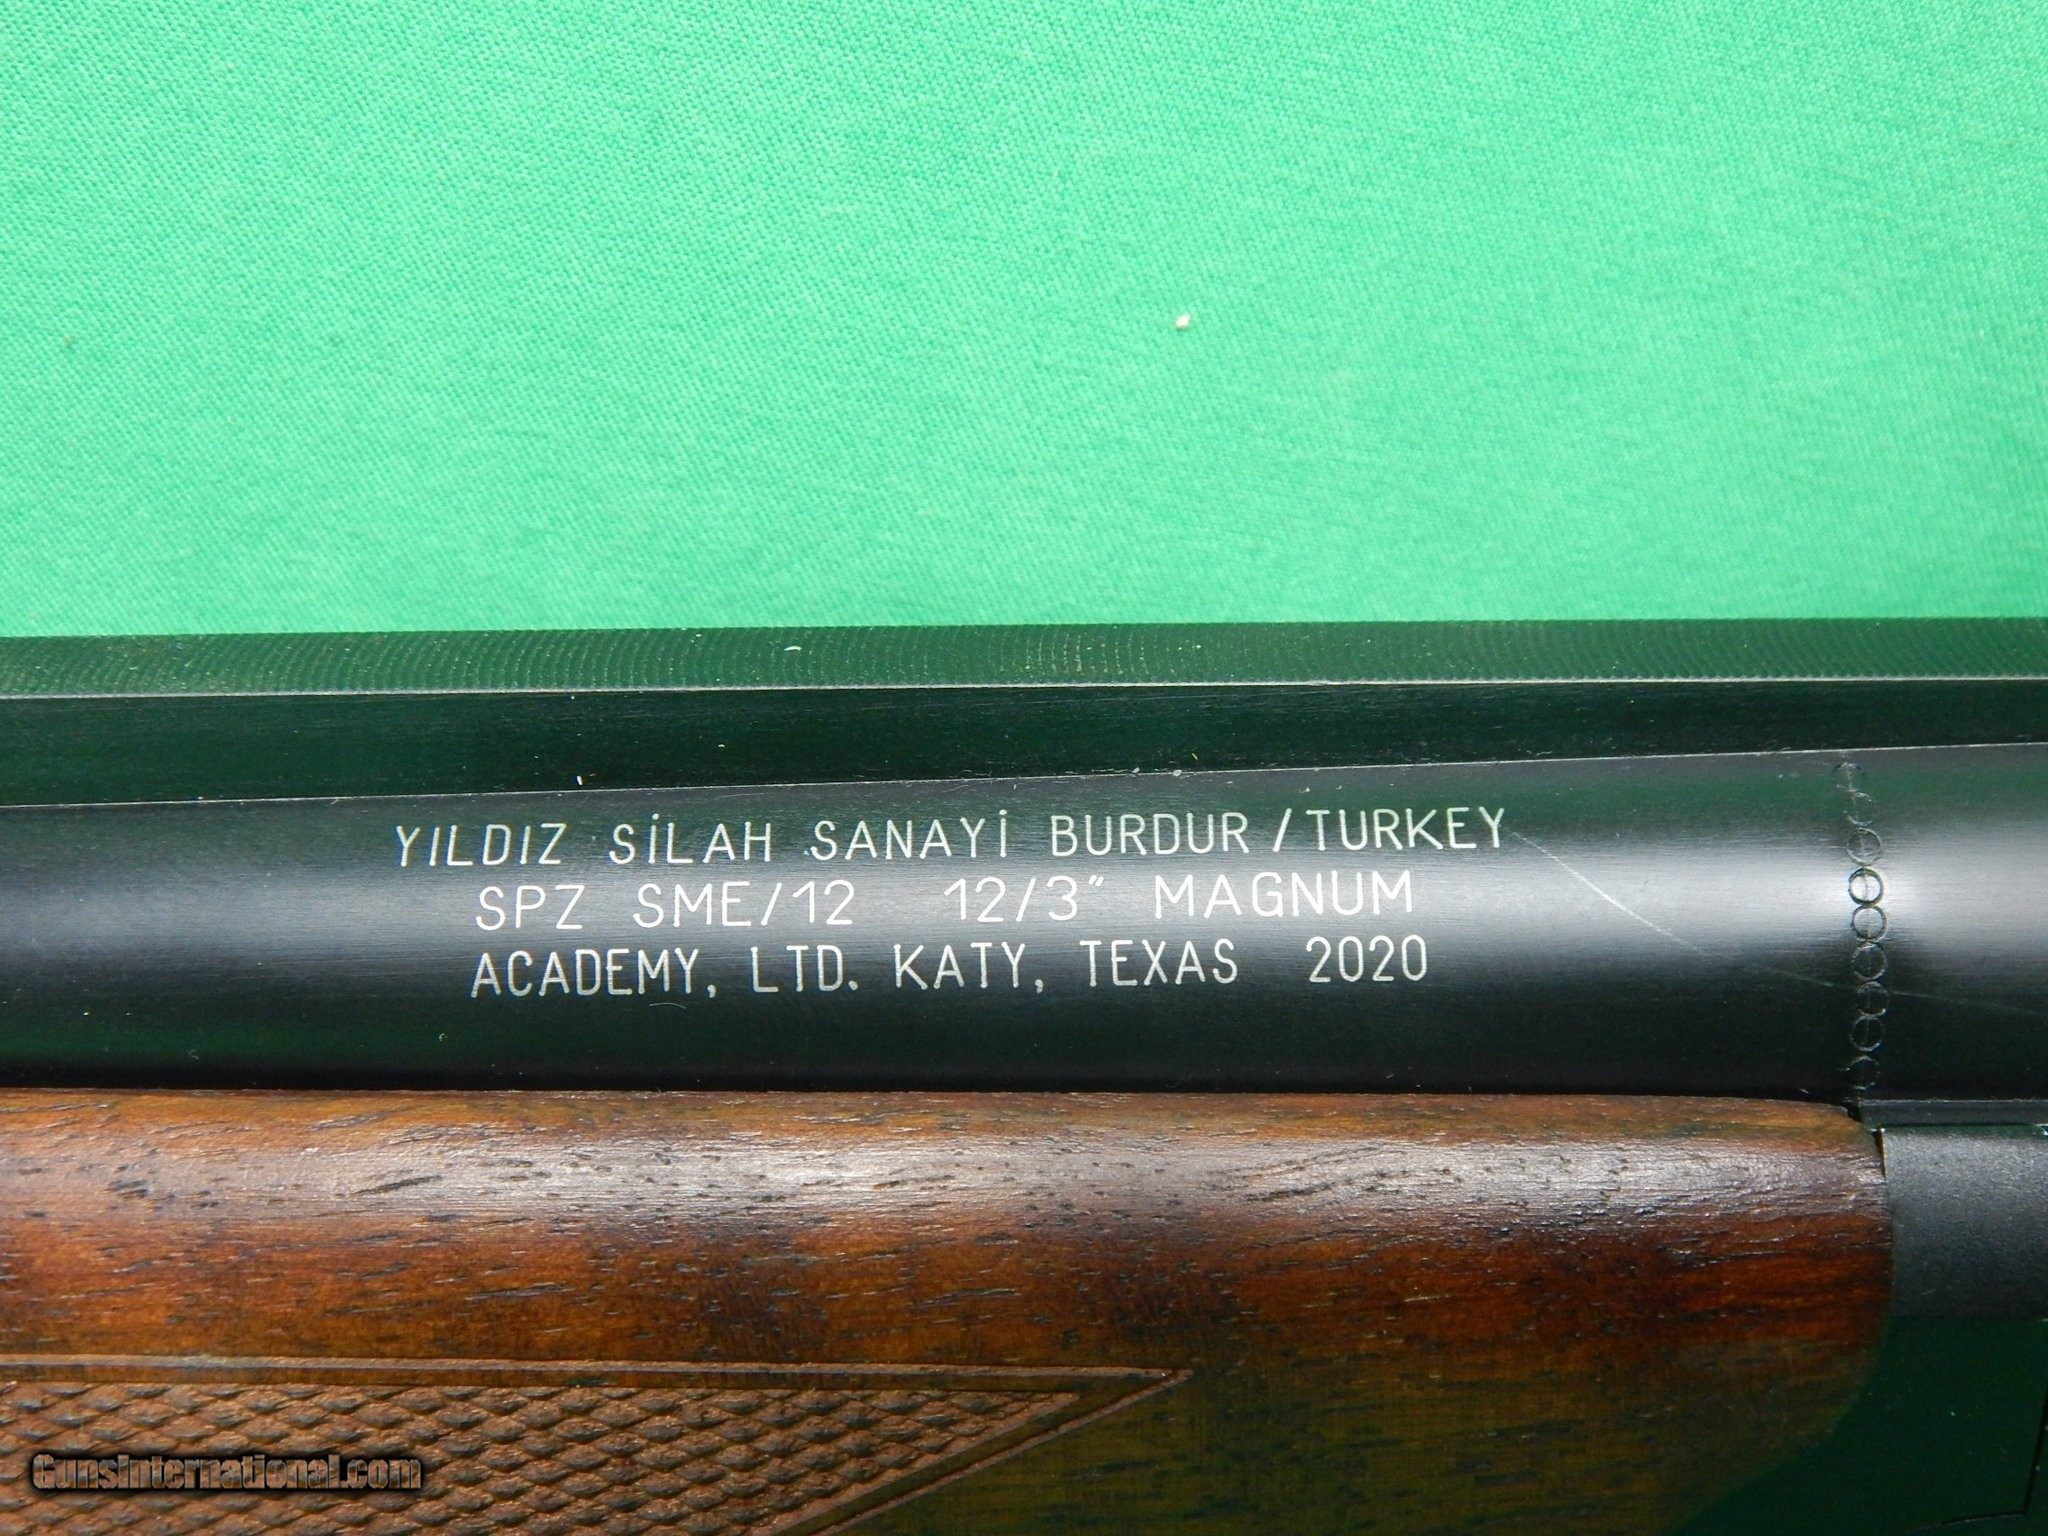 YILDIZ SİLAH SANAYİ BURDUR / TURKEY
SPZ SME/12 12/3" MAGNUM
ACADEMY, LTD. KATY, TEXAS 2020
GunsInternational.com